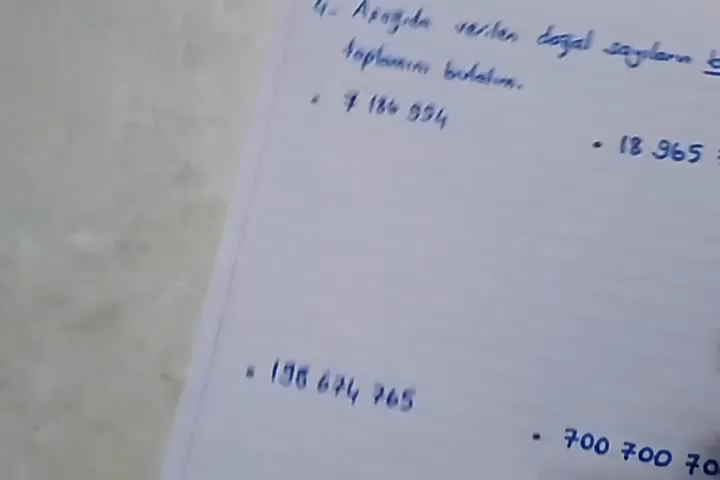 4- Aşağıda verilen doğal sayıların
toplamını bulalım.
• 7 186 994
• 18 965
• 198 674 765
• 700 700 70